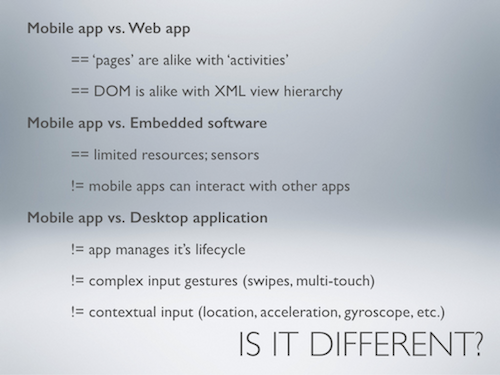 Mobile app vs. Web app
== ‘pages’ are alike with ‘activities’
== DOM is alike with XML view hierarchy
Mobile app vs. Embedded software
== limited resources; sensors
!= mobile apps can interact with other apps
Mobile app vs. Desktop application
!= app manages it’s lifecycle
!= complex input gestures (swipes, multi-touch)
!= contextual input (location, acceleration, gyroscope, etc.)
IS IT DIFFERENT?